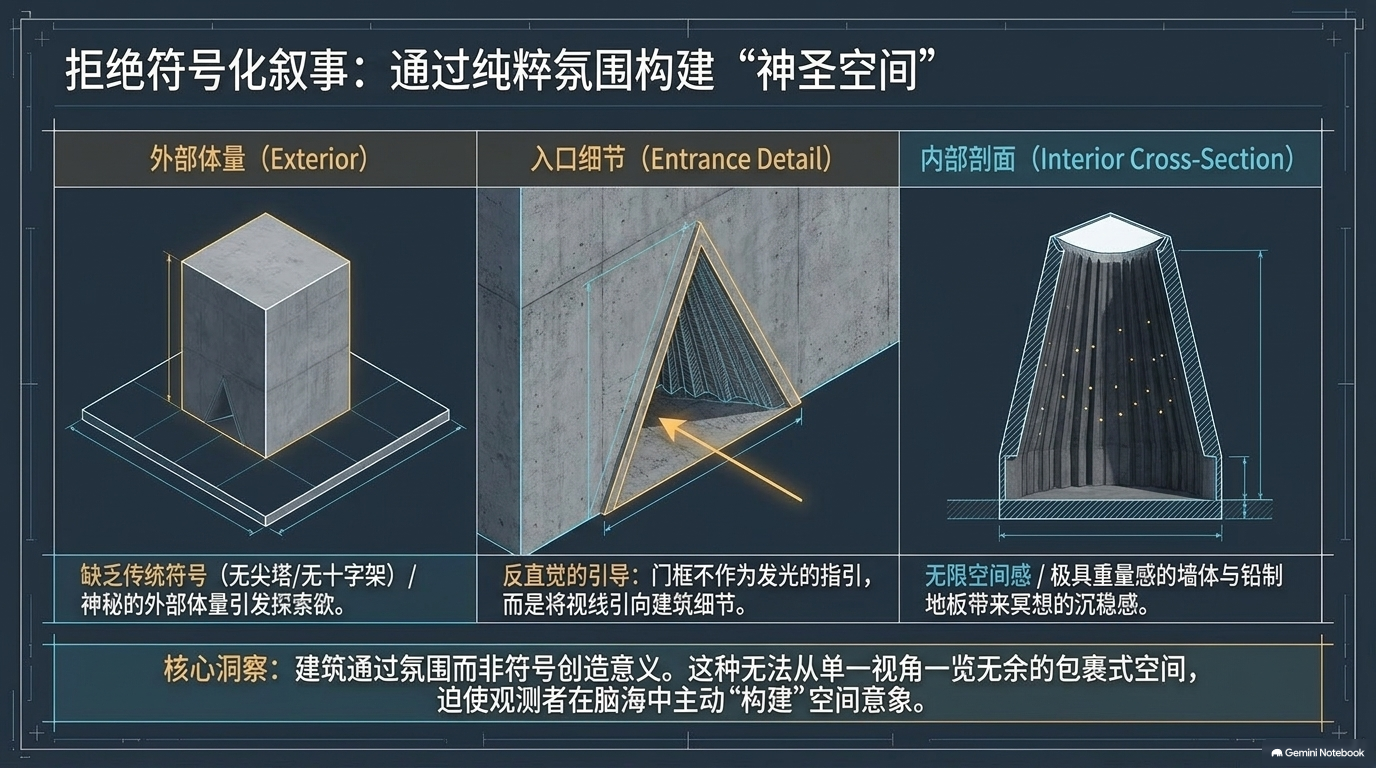 拒绝符号化叙事：通过纯粹氛围构建“神圣空间”
外部体量（Exterior）
入口细节（Entrance Detail）
内部剖面（Interior Cross-Section）
缺乏传统符号（无尖塔/无十字架）/
神秘的外部体量引发探索欲。
反直觉的引导：门框不作为发光的指引，
而是将视线引向建筑细节。
无限空间感 / 极具重量感的墙体与铅制
地板带来冥想的沉稳感。
核心洞察：建筑通过氛围而非符号创造意义。这种无法从单一视角一览无余的包裹式空间，
迫使观测者在脑海中主动“构建”空间意象。
Gemini Notebook